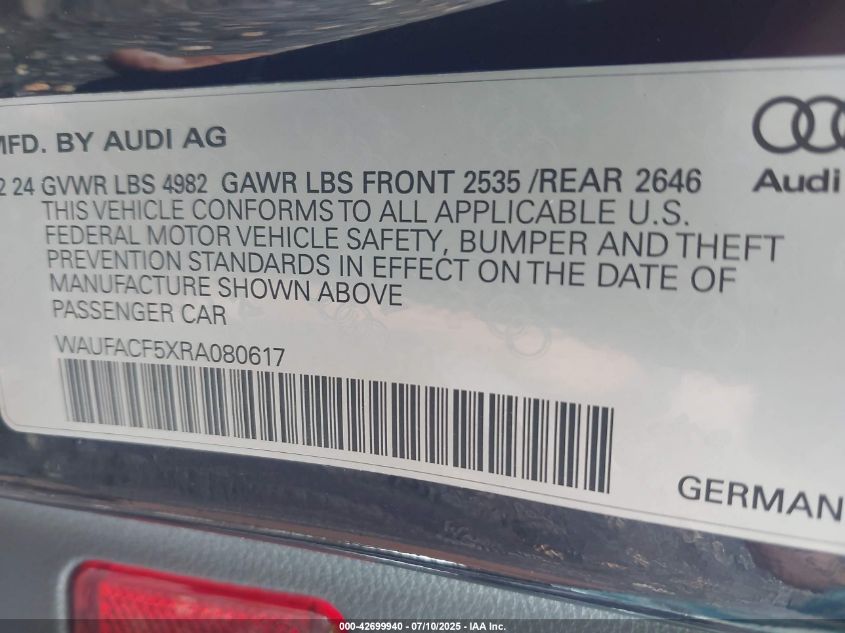 MFD. BY AUDI AG
Audi
2 24 GVWR LBS 4982 GAWR LBS FRONT 2535 /REAR 2646
THIS VEHICLE CONFORMS TO ALL APPLICABLE U.S.
FEDERAL MOTOR VEHICLE SAFETY, BUMPER AND THEFT
PREVENTION STANDARDS IN EFFECT ON THE DATE OF
MANUFACTURE SHOWN ABOVE
PASSENGER CAR
WAUFACF5XRA080617
GERMAN
000-42699940 - 07/10/2025 - IAA Inc.